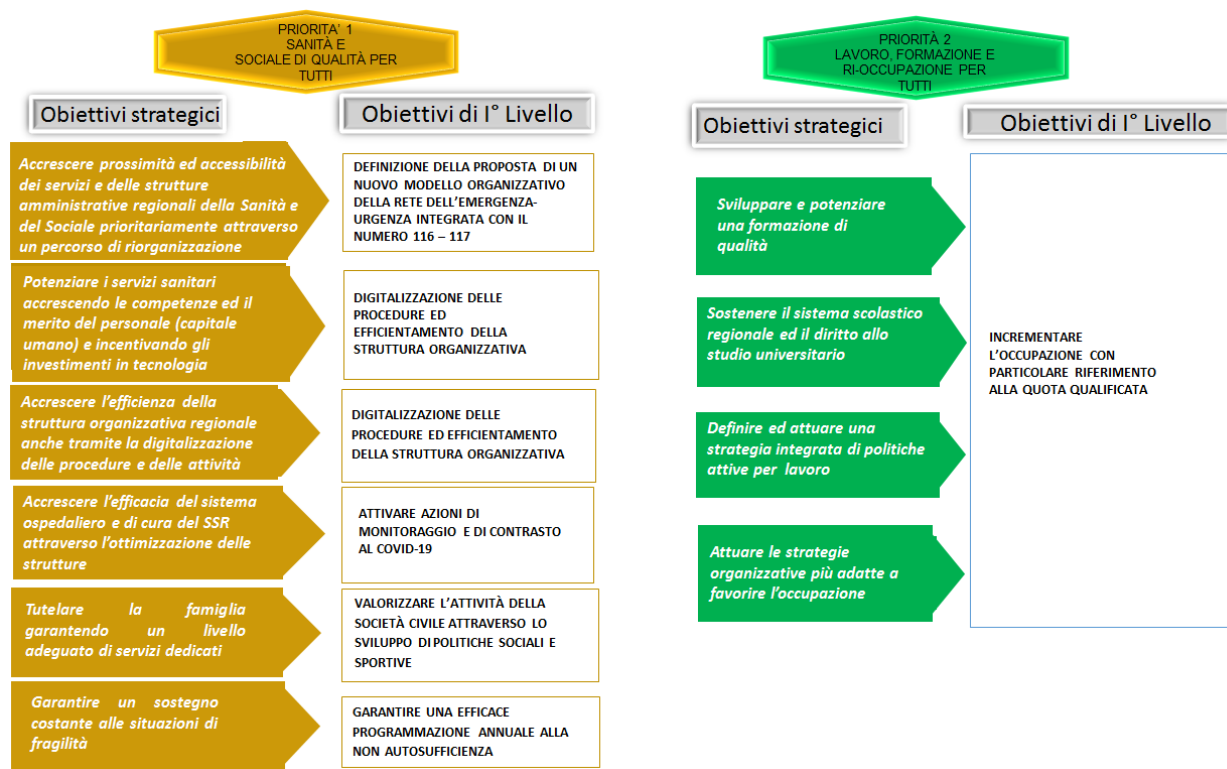 PRIORITA' 1
SANITÀ E
SOCIALE DI QUALITÀ PER
TUTTI
Obiettivi strategici
Obiettivi di I° Livello
Accrescere prossimità ed accessibilità
dei servizi e delle strutture
amministrative regionali della Sanità e
del Sociale prioritariamente attraverso
un percorso di riorganizzazione
DEFINIZIONE DELLA PROPOSTA DI UN
NUOVO MODELLO ORGANIZZATIVO
DELLA RETE DELL'EMERGENZA-
URGENZA INTEGRATA CON IL
NUMERO 116 – 117
Potenziare i servizi sanitari
accrescendo le competenze ed il
merito del personale (capitale
umano) e incentivando gli
investimenti in tecnologia
DIGITALIZZAZIONE DELLE
PROCEDURE ED
EFFICIENTAMENTO DELLA
STRUTTURA ORGANIZZATIVA
Accrescere l'efficienza della
struttura organizzativa regionale
anche tramite la digitalizzazione
delle procedure e delle attività
DIGITALIZZAZIONE DELLE
PROCEDURE ED EFFICIENTAMENTO
DELLA STRUTTURA ORGANIZZATIVA
Accrescere l'efficacia del sistema
ospedaliero e di cura del SSR
attraverso l'ottimizzazione delle
strutture
ATTIVARE AZIONI DI
MONITORAGGIO E DI CONTRASTO
AL COVID-19
Tutelare la famiglia
garantendo un livello
adeguato di servizi dedicati
VALORIZZARE L'ATTIVITÀ DELLA
SOCIETÀ CIVILE ATTRAVERSO LO
SVILUPPO DI POLITICHE SOCIALI E
SPORTIVE
Garantire un sostegno
costante alle situazioni di
fragilità
GARANTIRE UNA EFFICACE
PROGRAMMAZIONE ANNUALE ALLA
NON AUTOSUFFICIENZA
PRIORITÀ 2
LAVORO, FORMAZIONE E
RI-OCCUPAZIONE PER
TUTTI
Obiettivi strategici
Obiettivi di I° Livello
Sviluppare e potenziare
una formazione di
qualità
Sostenere il sistema scolastico
regionale ed il diritto allo
studio universitario
Definire ed attuare una
strategia integrata di politiche
attive per lavoro
Attuare le strategie
organizzative più adatte a
favorire l'occupazione
INCREMENTARE
L'OCCUPAZIONE CON
PARTICOLARE RIFERIMENTO
ALLA QUOTA QUALIFICATA